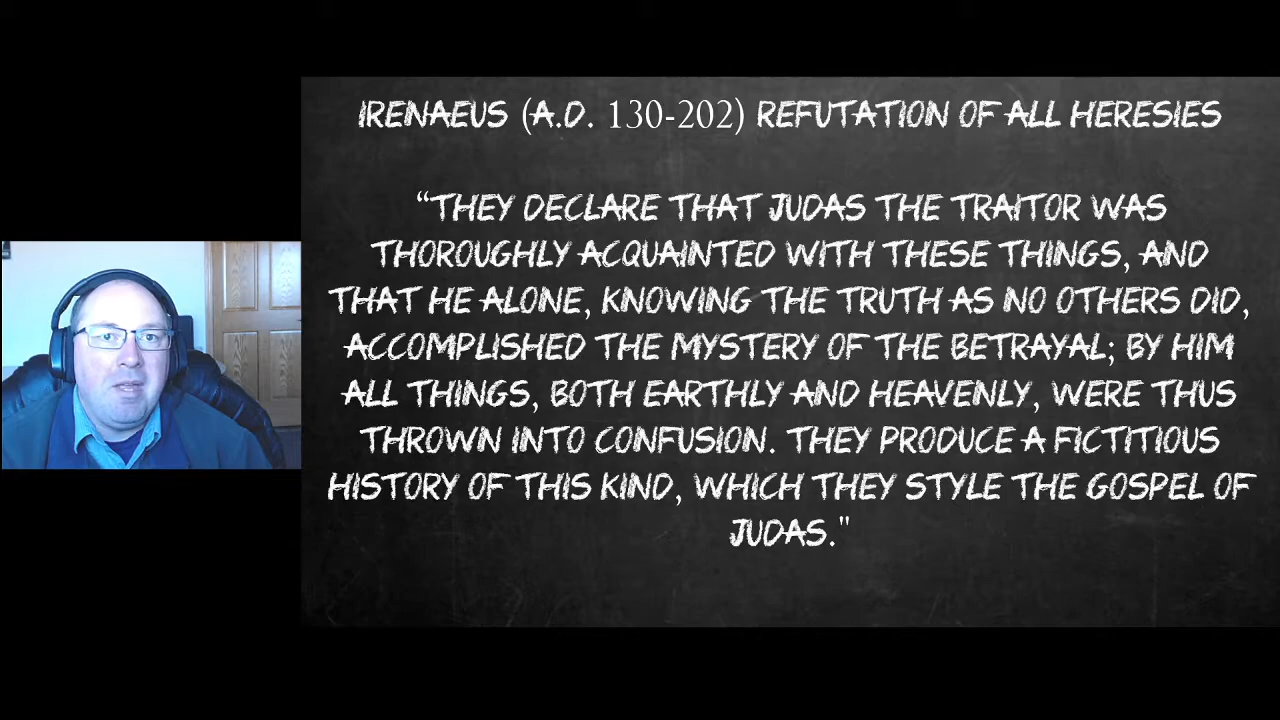 IRENAEUS (A.D. 130-202) REFUTATION OF ALL HERESIES
“THEY DECLARE THAT JUDAS THE TRAITOR WAS
THOROUGHLY ACQUAINTED WITH THESE THINGS, AND
THAT HE ALONE, KNOWING THE TRUTH AS NO OTHERS DID,
ACCOMPLISHED THE MYSTERY OF THE BETRAYAL; BY HIM
ALL THINGS, BOTH EARTHLY AND HEAVENLY, WERE THUS
THROWN INTO CONFUSION. THEY PRODUCE A FICTITIOUS
HISTORY OF THIS KIND, WHICH THEY STYLE THE GOSPEL OF
JUDAS."